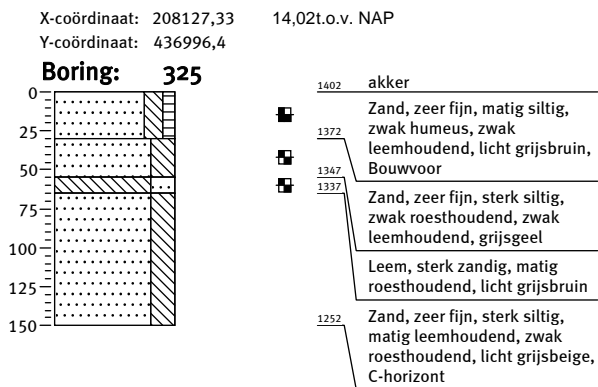 X-coördinaat: 208127,33 14,02t.o.v. NAP
Y-coördinaat: 436996,4
Boring: 325
0
25
50
75
100
125
150
1402 akker
Zand, zeer fijn, matig siltig,
zwak humeus, zwak
leemhoudend, licht grijsbruin,
Bouwvoor
1372
Zand, zeer fijn, sterk siltig,
zwak roesthoudend, zwak
leemhoudend, grijsgeel
1347
1337
Leem, sterk zandig, matig
roesthoudend, licht grijsbruin
1252
Zand, zeer fijn, sterk siltig,
matig leemhoudend, zwak
roesthoudend, licht grijsbeige,
C-horizont